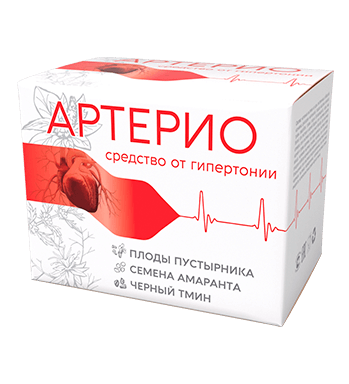 АРТЕРИО
средство от гипертонии
ПЛОДЫ ПУСТЫРНИКА
СЕМЕНА АМАРАНТА
ЧЕРНЫЙ ТМИН